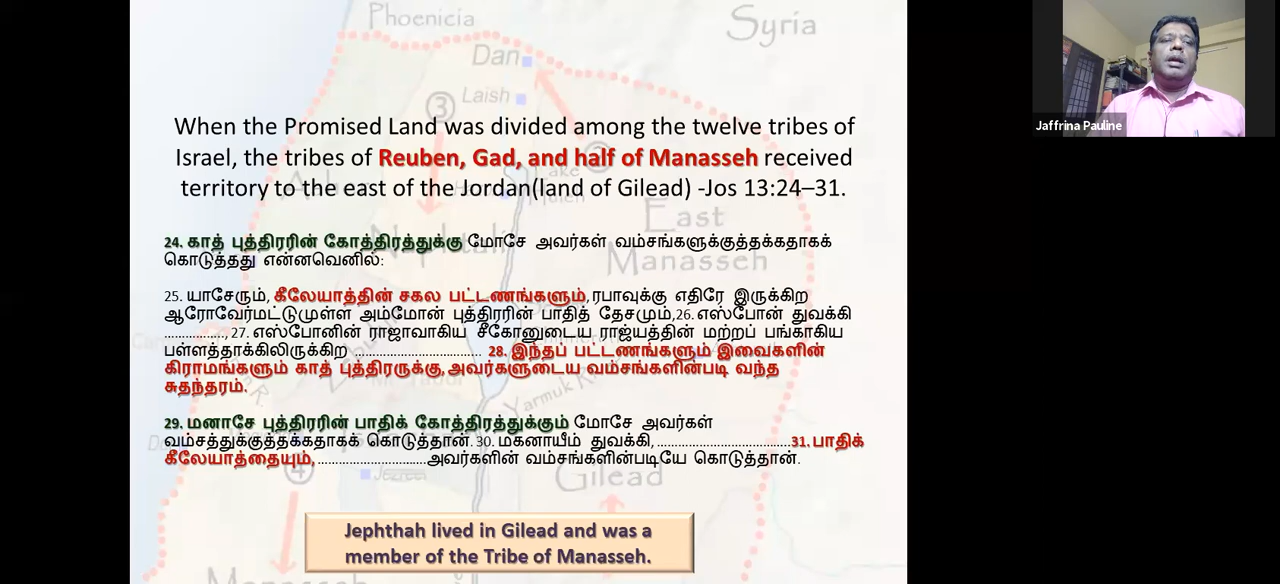 Phoenicia
Syria
Dan
Laish
3
Jaffrina Pauline
When the Promised Land was divided among the twelve tribes of
Israel, the tribes of Reuben, Gad, and half of Manasseh received
territory to the east of the Jordan(land of Gilead) -Jos 13:24–31.
East
Manasseh
24. காத் புத்திரரின் கோத்திரத்துக்கு மோசே அவர்கள் வம்சங்களுக்குத்தக்கதாகக்
கொடுத்தது என்னவெனில்:
25. யாசேரும், கீலேயாத்தின் சகல பட்டணங்களும், ரபாவுக்கு எதிரே இருக்கிற
ஆரோவேர்மட்டுமுள்ள அம்மோன் புத்திரரின் பாதித் தேசமும்,26. எஸ்போன் துவக்கி
................, 27. எஸ்போனின் ராஜாவாகிய சீகோனுடைய ராஜ்யத்தின் மற்றப் பங்காகிய
பள்ளத்தாக்கிலிருக்கிற ................................ 28. இந்தப் பட்டணங்களும் இவைகளின்
கிராமங்களும் காத் புத்திரருக்கு, அவர்களுடைய வம்சங்களின்படி வந்த
சுதந்தரம்.
Yarmuk
29. மனாசே புத்திரரின் பாதிக் கோத்திரத்துக்கும் மோசே அவர்கள்
வம்சத்துக்குத்தக்கதாகக் கொடுத்தான். 30. மகனாயீம் துவக்கி, ..................................31. பாதிக்
கீலேயாத்தையும், ............................அவர்களின் வம்சங்களின்படியே கொடுத்தான்.
4
Jezreel
Gilead
Jephthah lived in Gilead and was a
member of the Tribe of Manasseh.
Manasseh